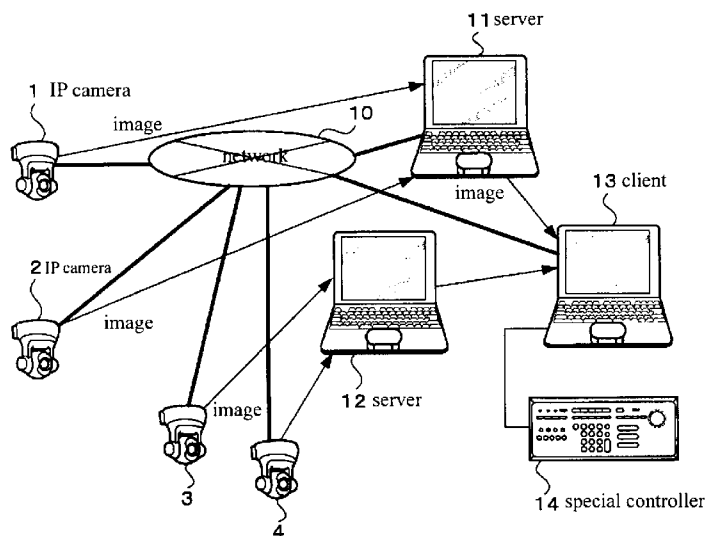 11 server
1 IP camera
image
10
network
image
13 client
2 IP camera
image
image
12 server
3
4
14 special controller